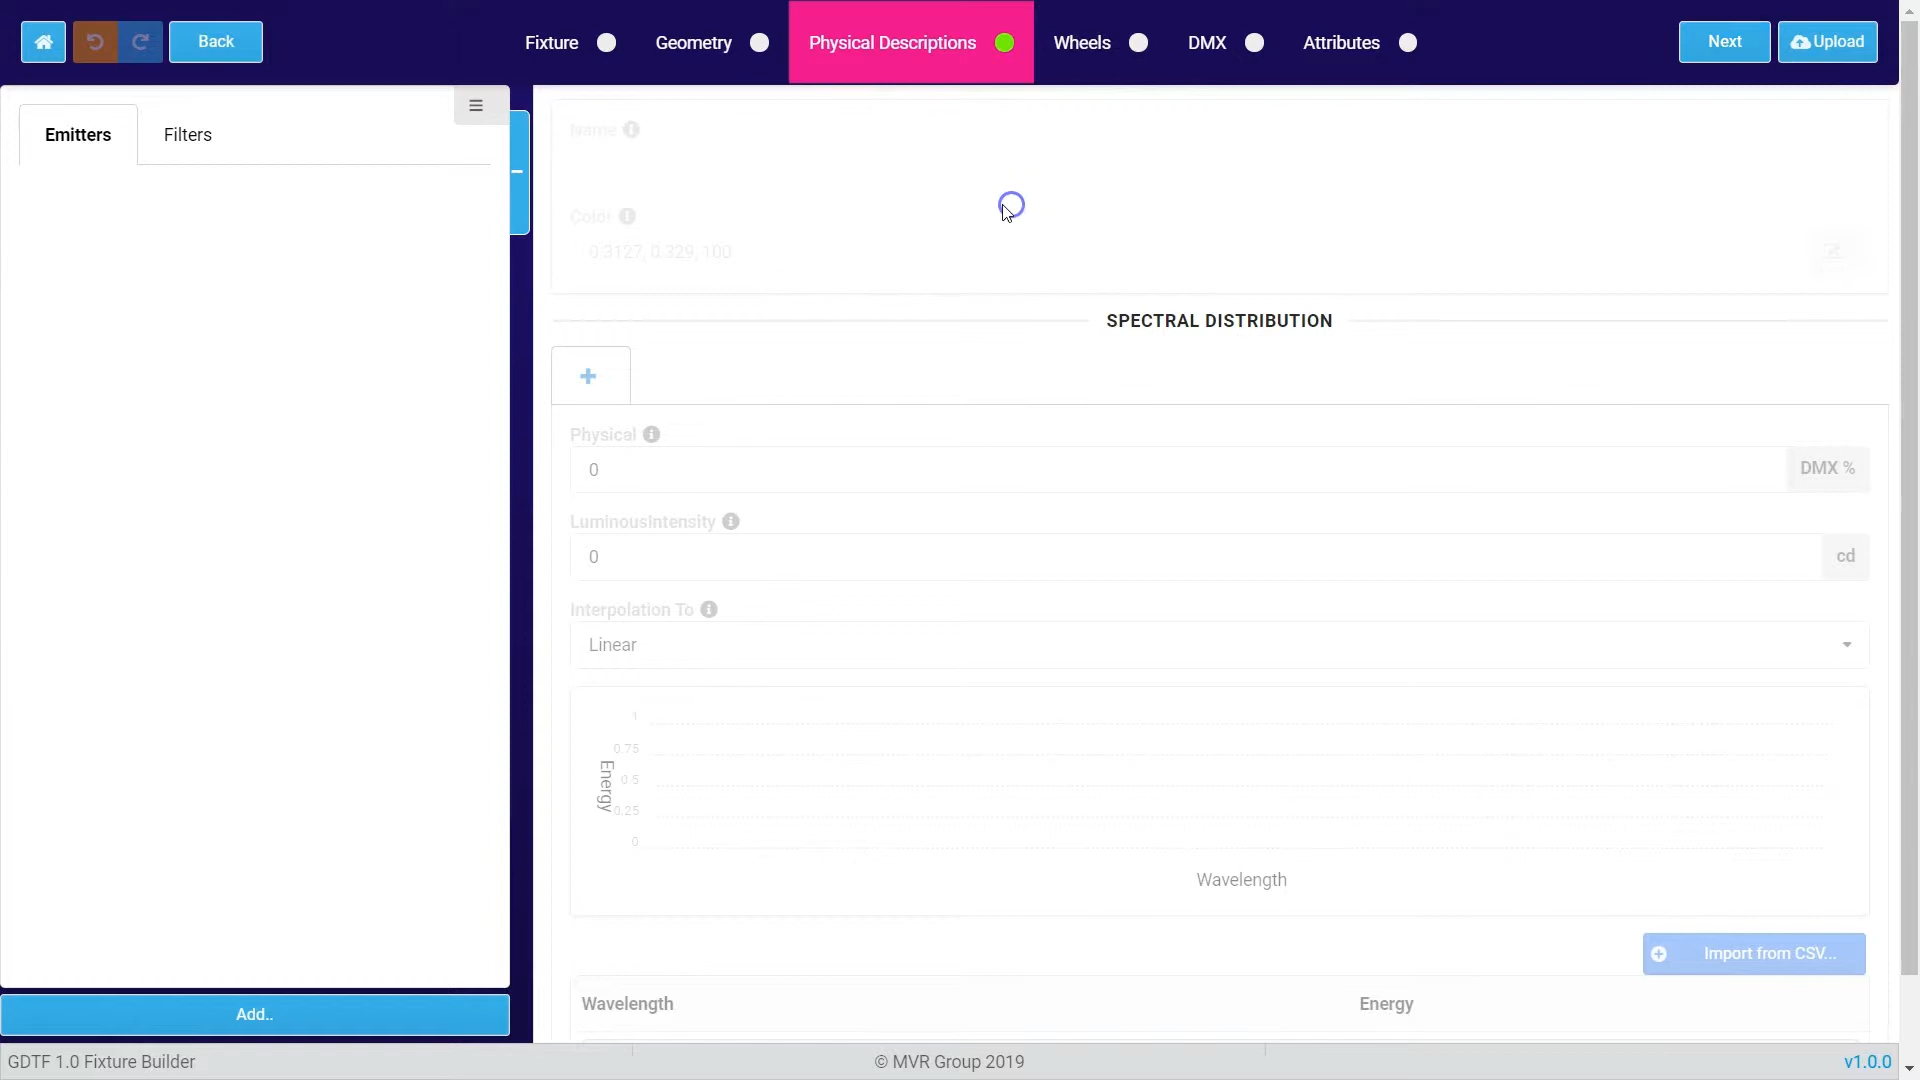 Back
Fixture
Geometry
Physical Descriptions
Wheels
DMX
Attributes
Next
Upload
Emitters
Filters
Name
Color
0.3127, 0.329, 100
SPECTRAL DISTRIBUTION
Physical
0
DMX %
LuminousIntensity
0
cd
Interpolation To
Linear
1
0.75
0.5
0.25
0
Energy
Wavelength
Import from CSV...
Wavelength
Energy
Add..
GDTF 1.0 Fixture Builder
© MVR Group 2019
v1.0.0